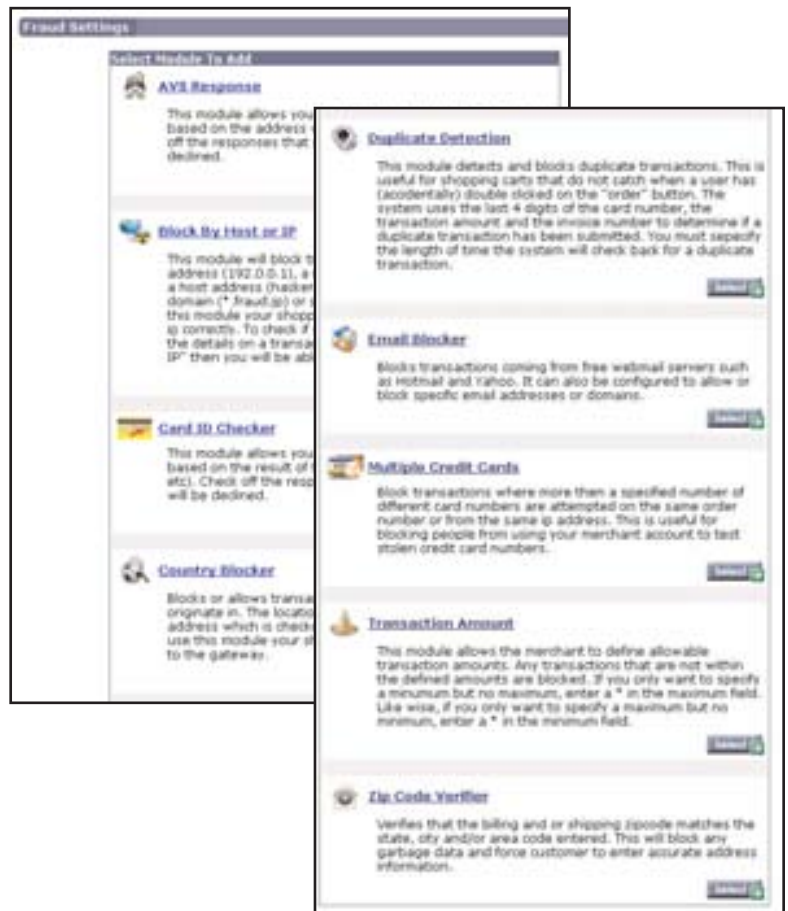 Fraud Settings
Select Module To Add
AVS Response
This module allows you
based on the address
off the responses that
declined.
Block By Host or IP
This module will block
address (192.0.0.1), a
a host address (hacker
domain (*.fraud.jp) or
this module your shopp
ip correctly. To check if
the details on a transa
IP" then you will be abl
Card ID Checker
This module allows you
based on the result of
etc). Check off the resp
will be declined.
Country Blocker
Blocks or allows transa
originate in. The locatio
address which is check
use this module your s
to the gateway.
Duplicate Detection
This module detects and blocks duplicate transactions. This is
useful for shopping carts that do not catch when a user has
(accidentally) double clicked on the "order" button. The
system uses the last 4 digits of the card number, the
transaction amount and the invoice number to determine if a
duplicate transaction has been submitted. You must sepecify
the length of time the system will check back for a duplicate
transaction.
Select
Email Blocker
Blocks transactions coming from free webmail servers such
as Hotmail and Yahoo. It can also be configured to allow or
block specific email addresses or domains.
Select
Multiple Credit Cards
Block transactions where more then a specified number of
different card numbers are attempted on the same order
number or from the same ip address. This is useful for
blocking people from using your merchant account to test
stolen credit card numbers.
Select
Transaction Amount
This module allows the merchant to define allowable
transaction amounts. Any transactions that are not within
the defined amounts are blocked. If you only want to specify
a minumum but no maximum, enter a * in the maximum field.
Like wise, if you only want to specify a maximum but no
minimum, enter a * in the minimum field.
Select
Zip Code Verifier
Verifies that the billing and or shipping zipcode matches the
state, city and/or area code entered. This will block any
garbage data and force customer to enter accurate address
information.
Select